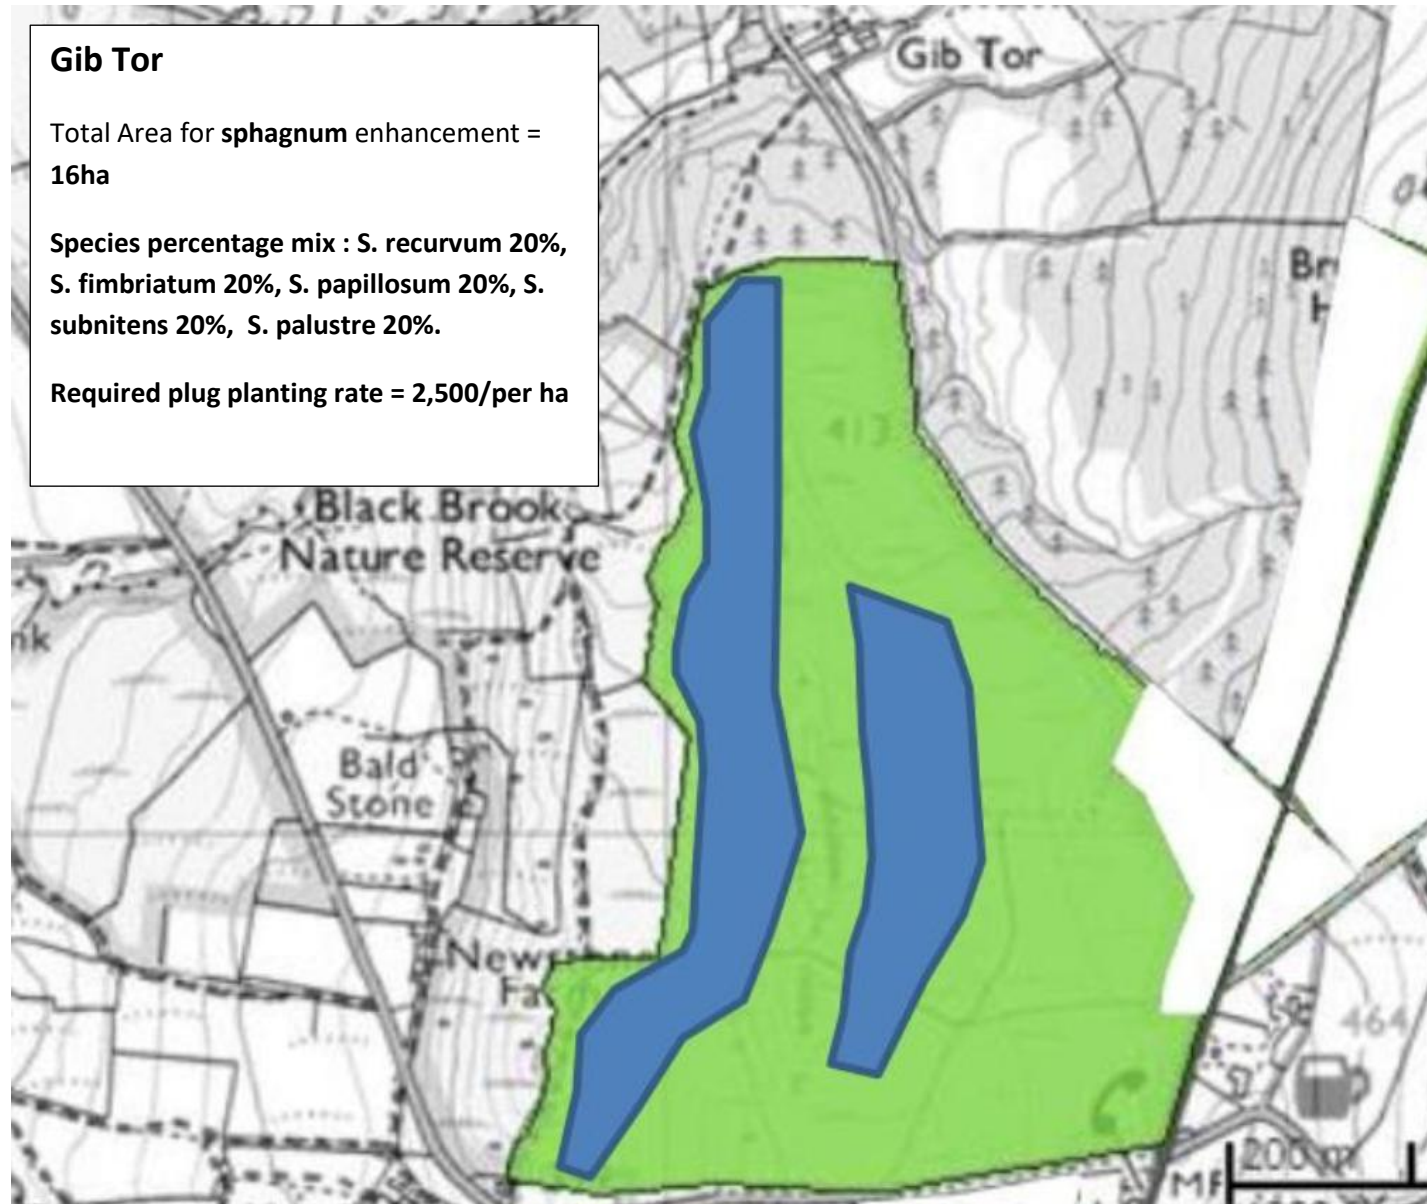 Gib Tor
Total Area for sphagnum enhancement =
16ha
Species percentage mix : S. recurvum 20%,
S. fimbriatum 20%, S. papillosum 20%, S.
subnitens 20%,  S. palustre 20%.
Required plug planting rate = 2,500/per ha
Gib Tor
413
Black Brook
Nature Reserve
nk
Bald
Stone
464
200 m